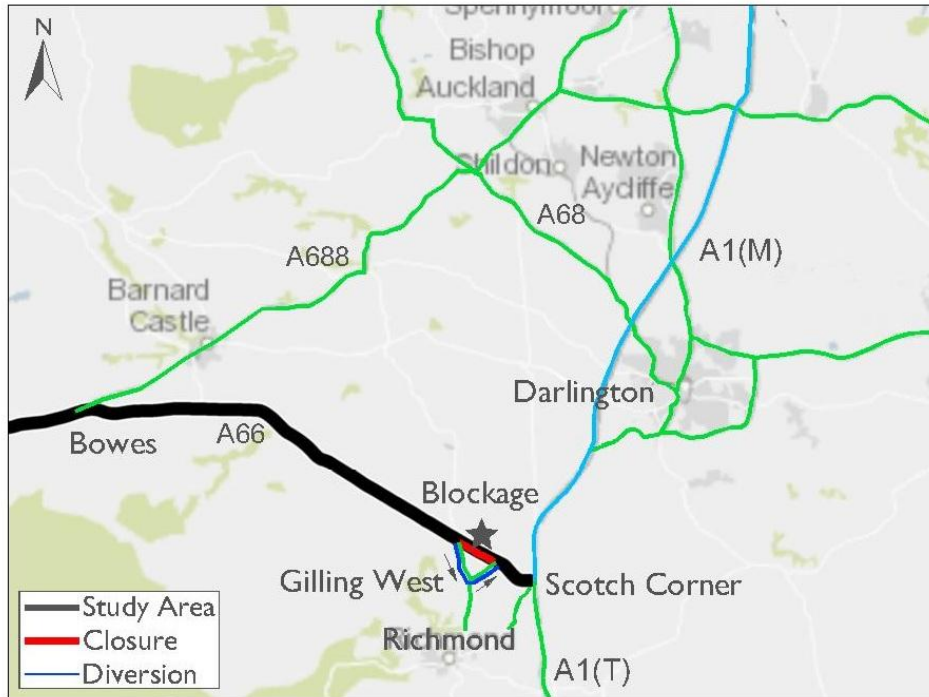 N
Spennymoor
Bishop
Auckland
Shildon
Newton
Aycliffe
A68
A688
A1(M)
Barnard
Castle
Darlington
A66
Bowes
Blockage
Gilling West
Scotch Corner
Richmond
A1(T)
Study Area
Closure
Diversion